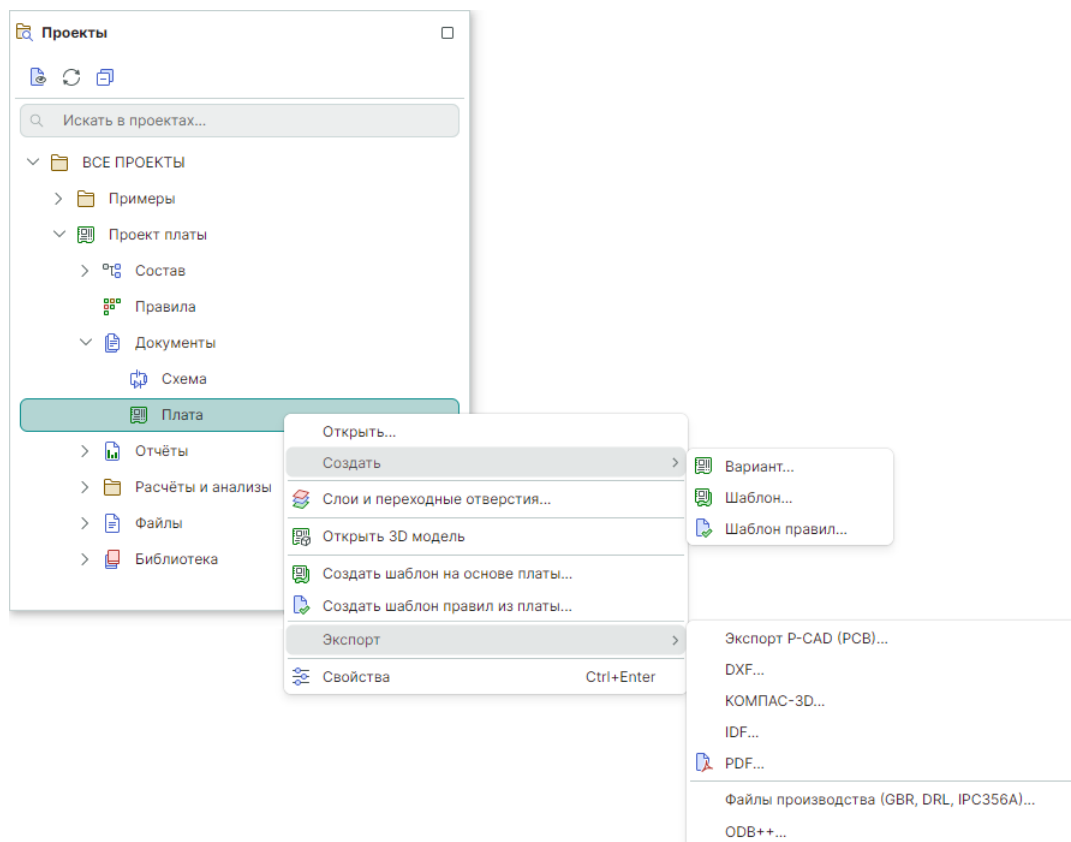 Проекты
Искать в проектах...
ВСЕ ПРОЕКТЫ
Примеры
Проект платы
Состав
Правила
Документы
Схема
Плата
Отчёты
Расчёты и анализы
Файлы
Библиотека
Открыть...
Создать
Слои и переходные отверстия...
Открыть 3D модель
Создать шаблон на основе платы...
Создать шаблон правил из платы...
Экспорт
Свойства Ctrl+Enter
Вариант...
Шаблон...
Шаблон правил...
Экспорт P-CAD (PCB)...
DXF...
КОМПАС-3D...
IDF...
PDF...
Файлы производства (GBR, DRL, IPC356A)...
ODB++...